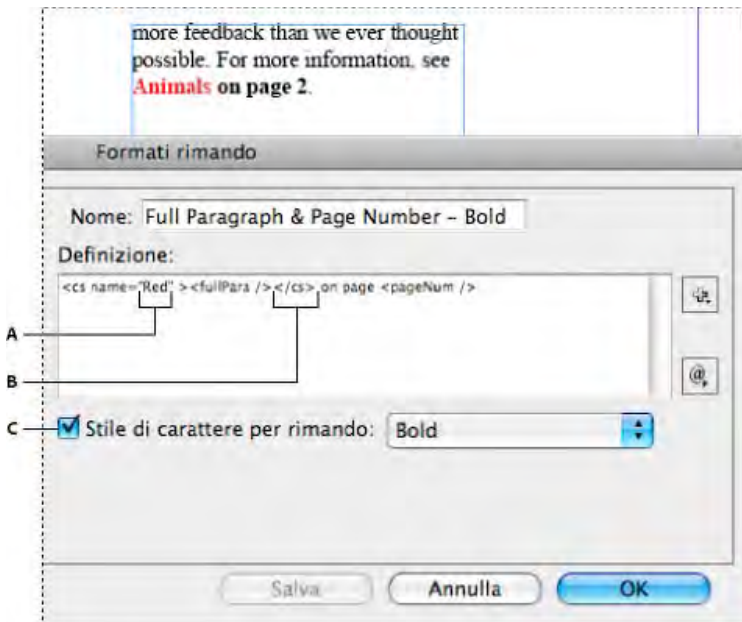 more feedback than we ever thought
possible. For more information, see
Animals on page 2.
Formati rimando
Nome: Full Paragraph & Page Number – Bold
Definizione:
<cs name="Red" ><fullPara /></cs> on page <pageNum />
A
B
@
C
Stile di carattere per rimando: Bold
Salva
Annulla
OK